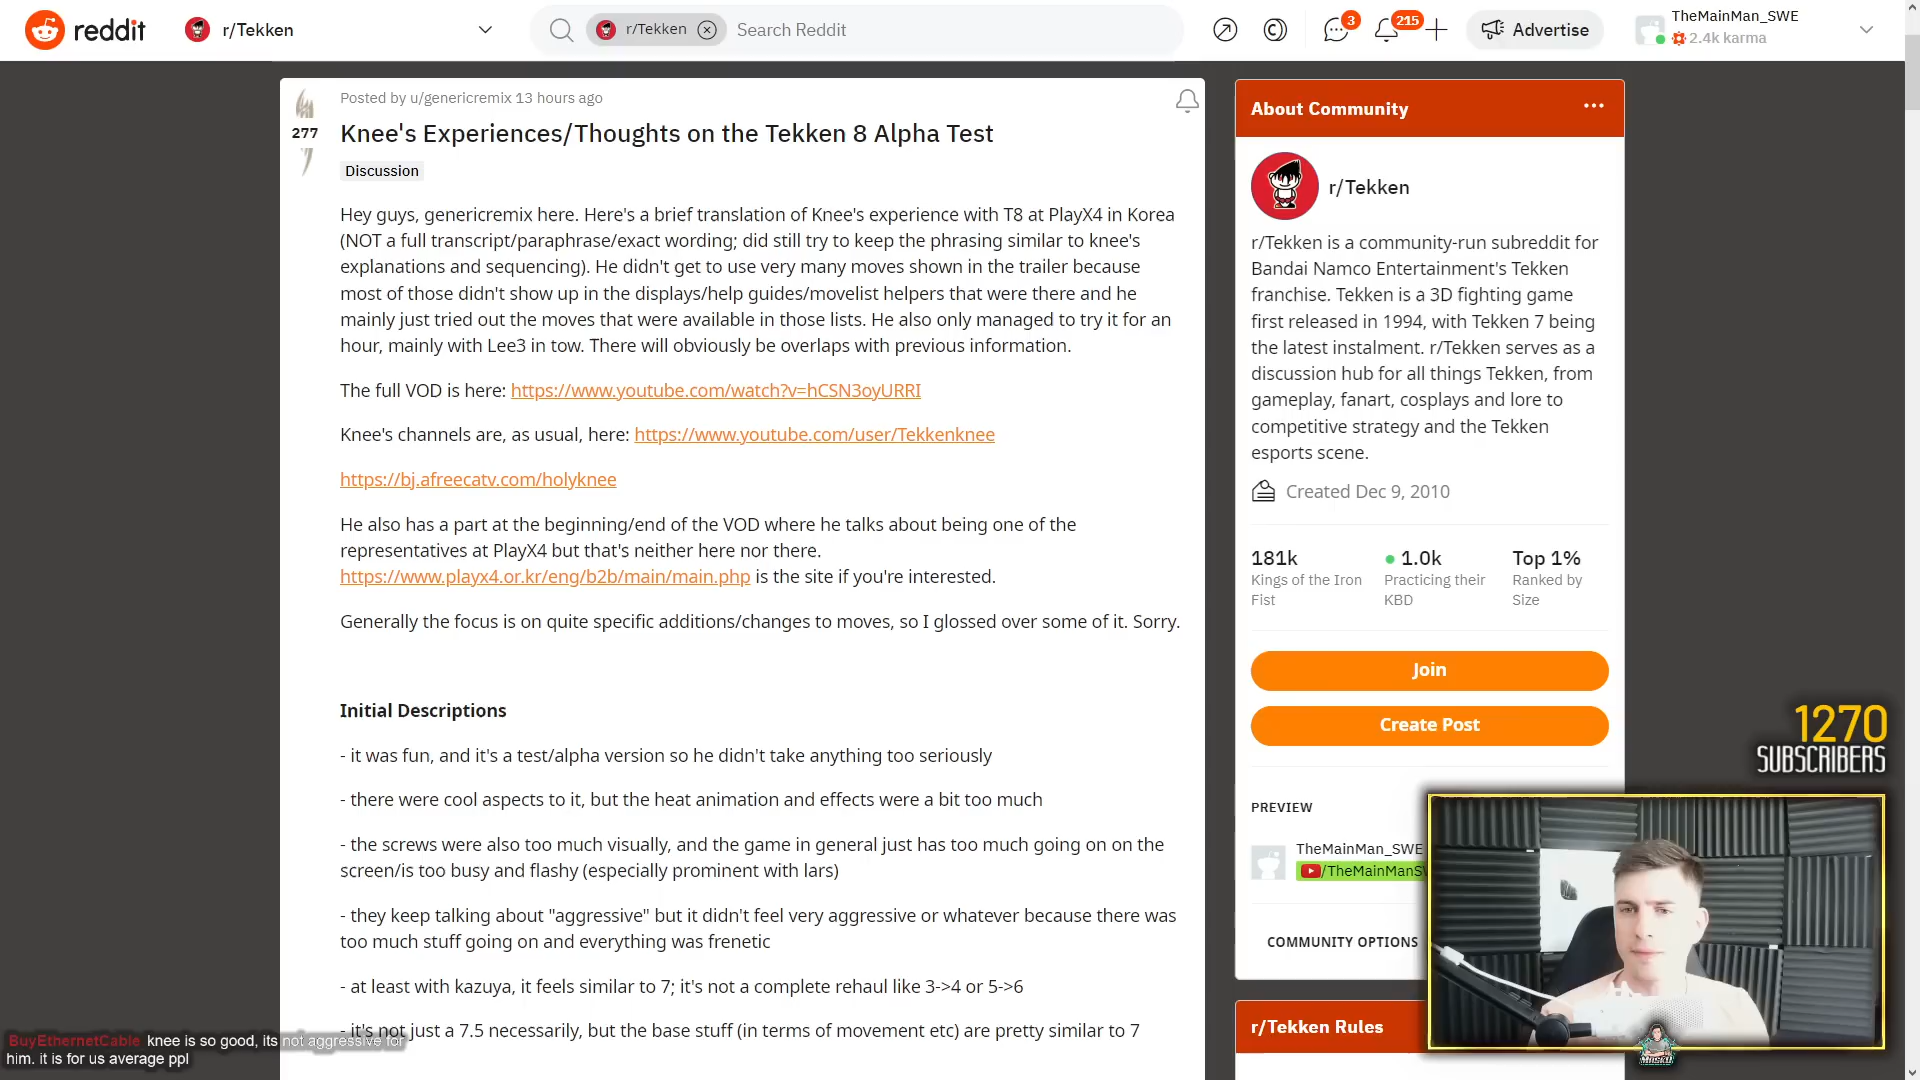 reddit
r/Tekken
r/Tekken
Search Reddit
3
215
Advertise
TheMainMan_SWE
2.4k karma
277
Posted by u/genericremix 13 hours ago
Knee's Experiences/Thoughts on the Tekken 8 Alpha Test
Discussion
Hey guys, genericremix here. Here's a brief translation of Knee's experience with T8 at PlayX4 in Korea
(NOT a full transcript/paraphrase/exact wording; did still try to keep the phrasing similar to knee's
explanations and sequencing). He didn't get to use very many moves shown in the trailer because
most of those didn't show up in the displays/help guides/movelist helpers that were there and he
mainly just tried out the moves that were available in those lists. He also only managed to try it for an
hour, mainly with Lee3 in tow. There will obviously be overlaps with previous information.
The full VOD is here: https://www.youtube.com/watch?v=hCSN3oyURRI
Knee's channels are, as usual, here: https://www.youtube.com/user/Tekkenknee
https://bj.afreecatv.com/holyknee
He also has a part at the beginning/end of the VOD where he talks about being one of the
representatives at PlayX4 but that's neither here nor there.
https://www.playx4.or.kr/eng/b2b/main/main.php is the site if you're interested.
Generally the focus is on quite specific additions/changes to moves, so I glossed over some of it. Sorry.
Initial Descriptions
- it was fun, and it's a test/alpha version so he didn't take anything too seriously
- there were cool aspects to it, but the heat animation and effects were a bit too much
- the screws were also too much visually, and the game in general just has too much going on on the
screen/is too busy and flashy (especially prominent with lars)
- they keep talking about "aggressive" but it didn't feel very aggressive or whatever because there was
too much stuff going on and everything was frenetic
- at least with kazuya, it feels similar to 7; it's not a complete rehaul like 3->4 or 5->6
- it's not just a 7.5 necessarily, but the base stuff (in terms of movement etc) are pretty similar to 7
BuyEthernetCable knee is so good, its not aggressive for
him. it is for us average ppl
About Community
r/Tekken
r/Tekken is a community-run subreddit for
Bandai Namco Entertainment's Tekken
franchise. Tekken is a 3D fighting game
first released in 1994, with Tekken 7 being
the latest instalment. r/Tekken serves as a
discussion hub for all things Tekken, from
gameplay, fanart, cosplays and lore to
competitive strategy and the Tekken
esports scene.
Created Dec 9, 2010
181k
Kings of the Iron
Fist
1.0k
Practicing their
KBD
Top 1%
Ranked by
Size
Join
Create Post
PREVIEW
TheMainMan_SWE
/TheMainManSW
COMMUNITY OPTIONS
r/Tekken Rules
1270
SUBSCRIBERS